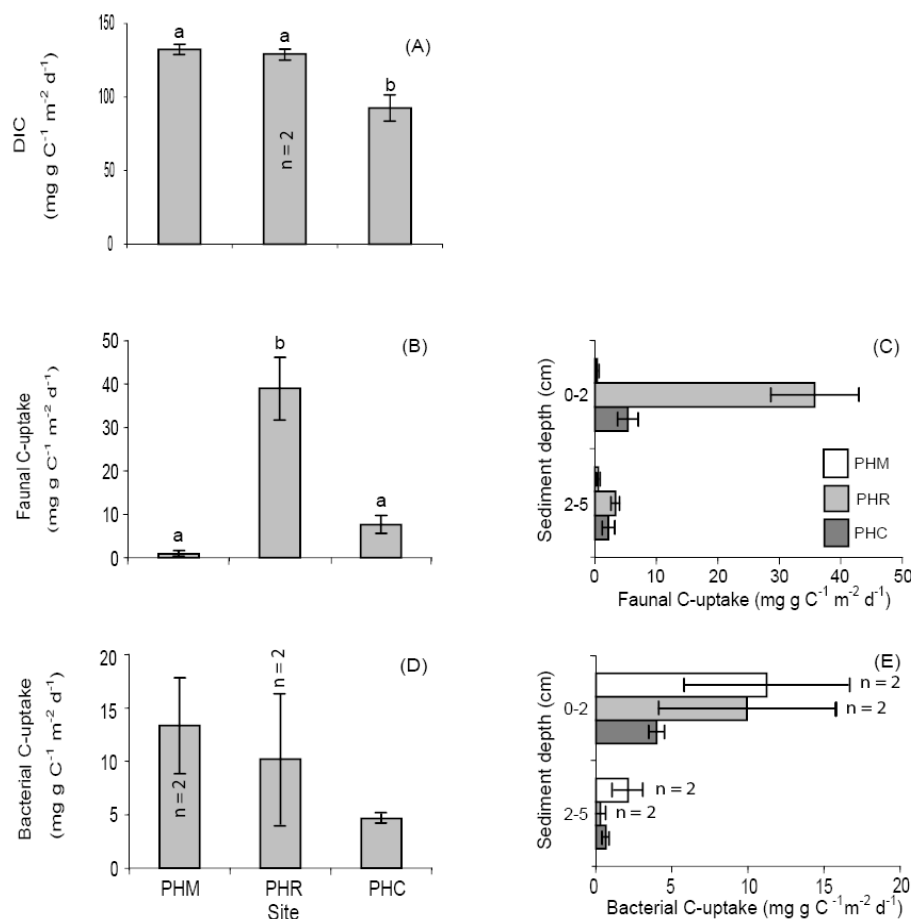 (A)
DIC
(mg g C⁻¹ m⁻² d⁻¹)
150
100
50
0
a
a
b
n = 2
(B)
Faunal C-uptake
(mg g C⁻¹ m⁻² d⁻¹)
50
40
30
20
10
0
a
b
a
(C)
Sediment depth (cm)
0-2
2-5
PHM
PHR
PHC
0
10
20
30
40
50
Faunal C-uptake (mg g C⁻¹ m⁻² d⁻¹)
(D)
Bacterial C-uptake
(mg g C⁻¹ m⁻² d⁻¹)
20
15
10
5
0
n = 2
n = 2
PHM
PHR
PHC
Site
(E)
Sediment depth (cm)
0-2
2-5
n = 2
n = 2
n = 2
n = 2
0
5
10
15
20
Bacterial C-uptake (mg g C⁻¹m⁻² d⁻¹)